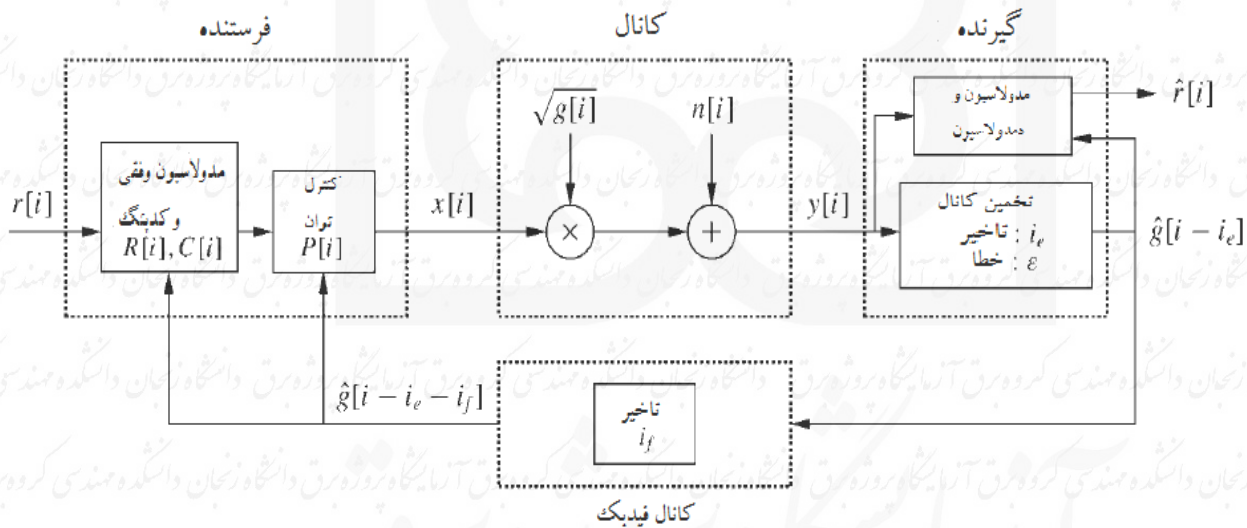 فرستنده
کانال
گیرنده
r[i]
مدولاسیون وفقی
و کدینگ
R[i], C[i]
کنترل
توان
P[i]
x[i]
√g[i]
×
n[i]
+
y[i]
مدولاسیون و
دمدولاسیون
r̂[i]
تخمین کانال
تاخیر : i_e
خطا : ε
ĝ[i − i_e]
ĝ[i − i_e − i_f]
تاخیر
i_f
کانال فیدبک